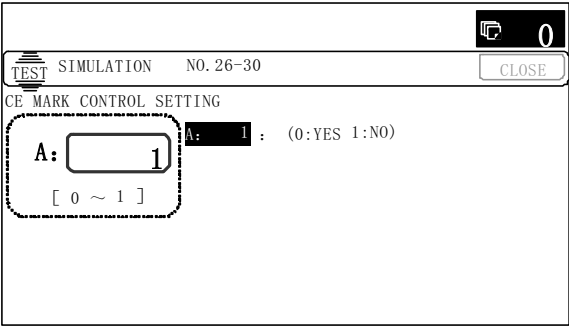 0
TEST SIMULATION NO.26-30 CLOSE
CE MARK CONTROL SETTING
A: 1 A: 1 : (0:YES 1:NO)
[ 0 ～ 1 ]